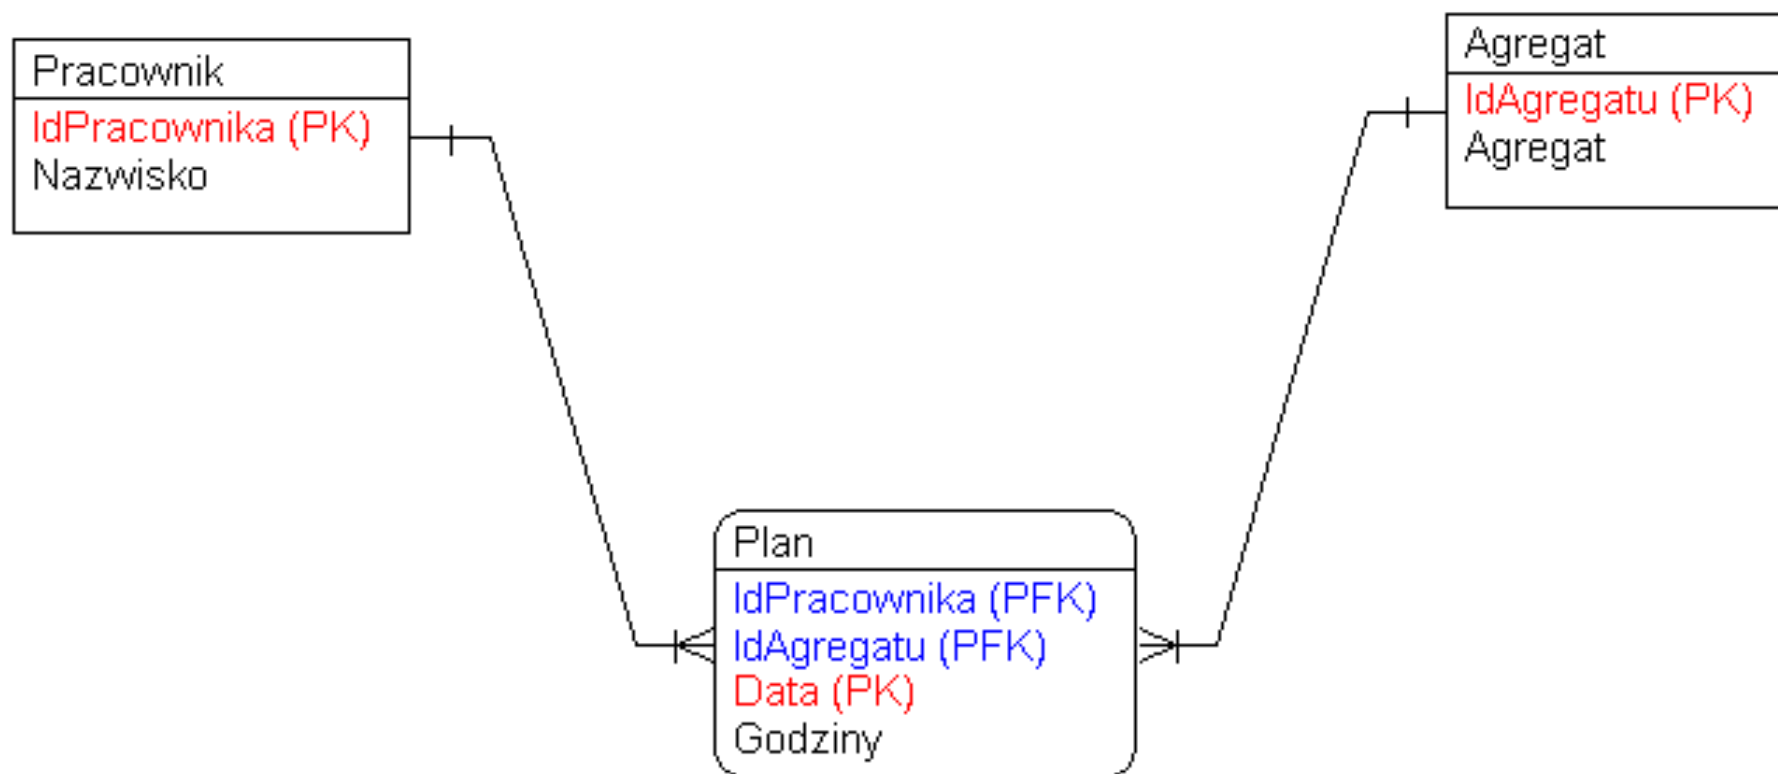 Pracownik
IdPracownika (PK)
Nazwisko
Agregat
IdAgregatu (PK)
Agregat
Plan
IdPracownika (PFK)
IdAgregatu (PFK)
Data (PK)
Godziny